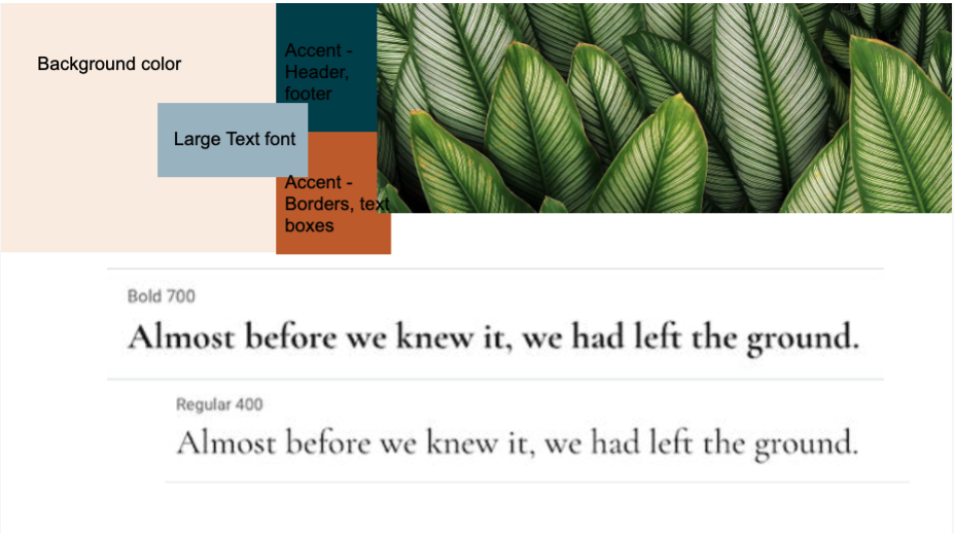 Background color
Accent -
Header,
footer
Large Text font
Accent -
Borders, text
boxes
Bold 700
Almost before we knew it, we had left the ground.
Regular 400
Almost before we knew it, we had left the ground.